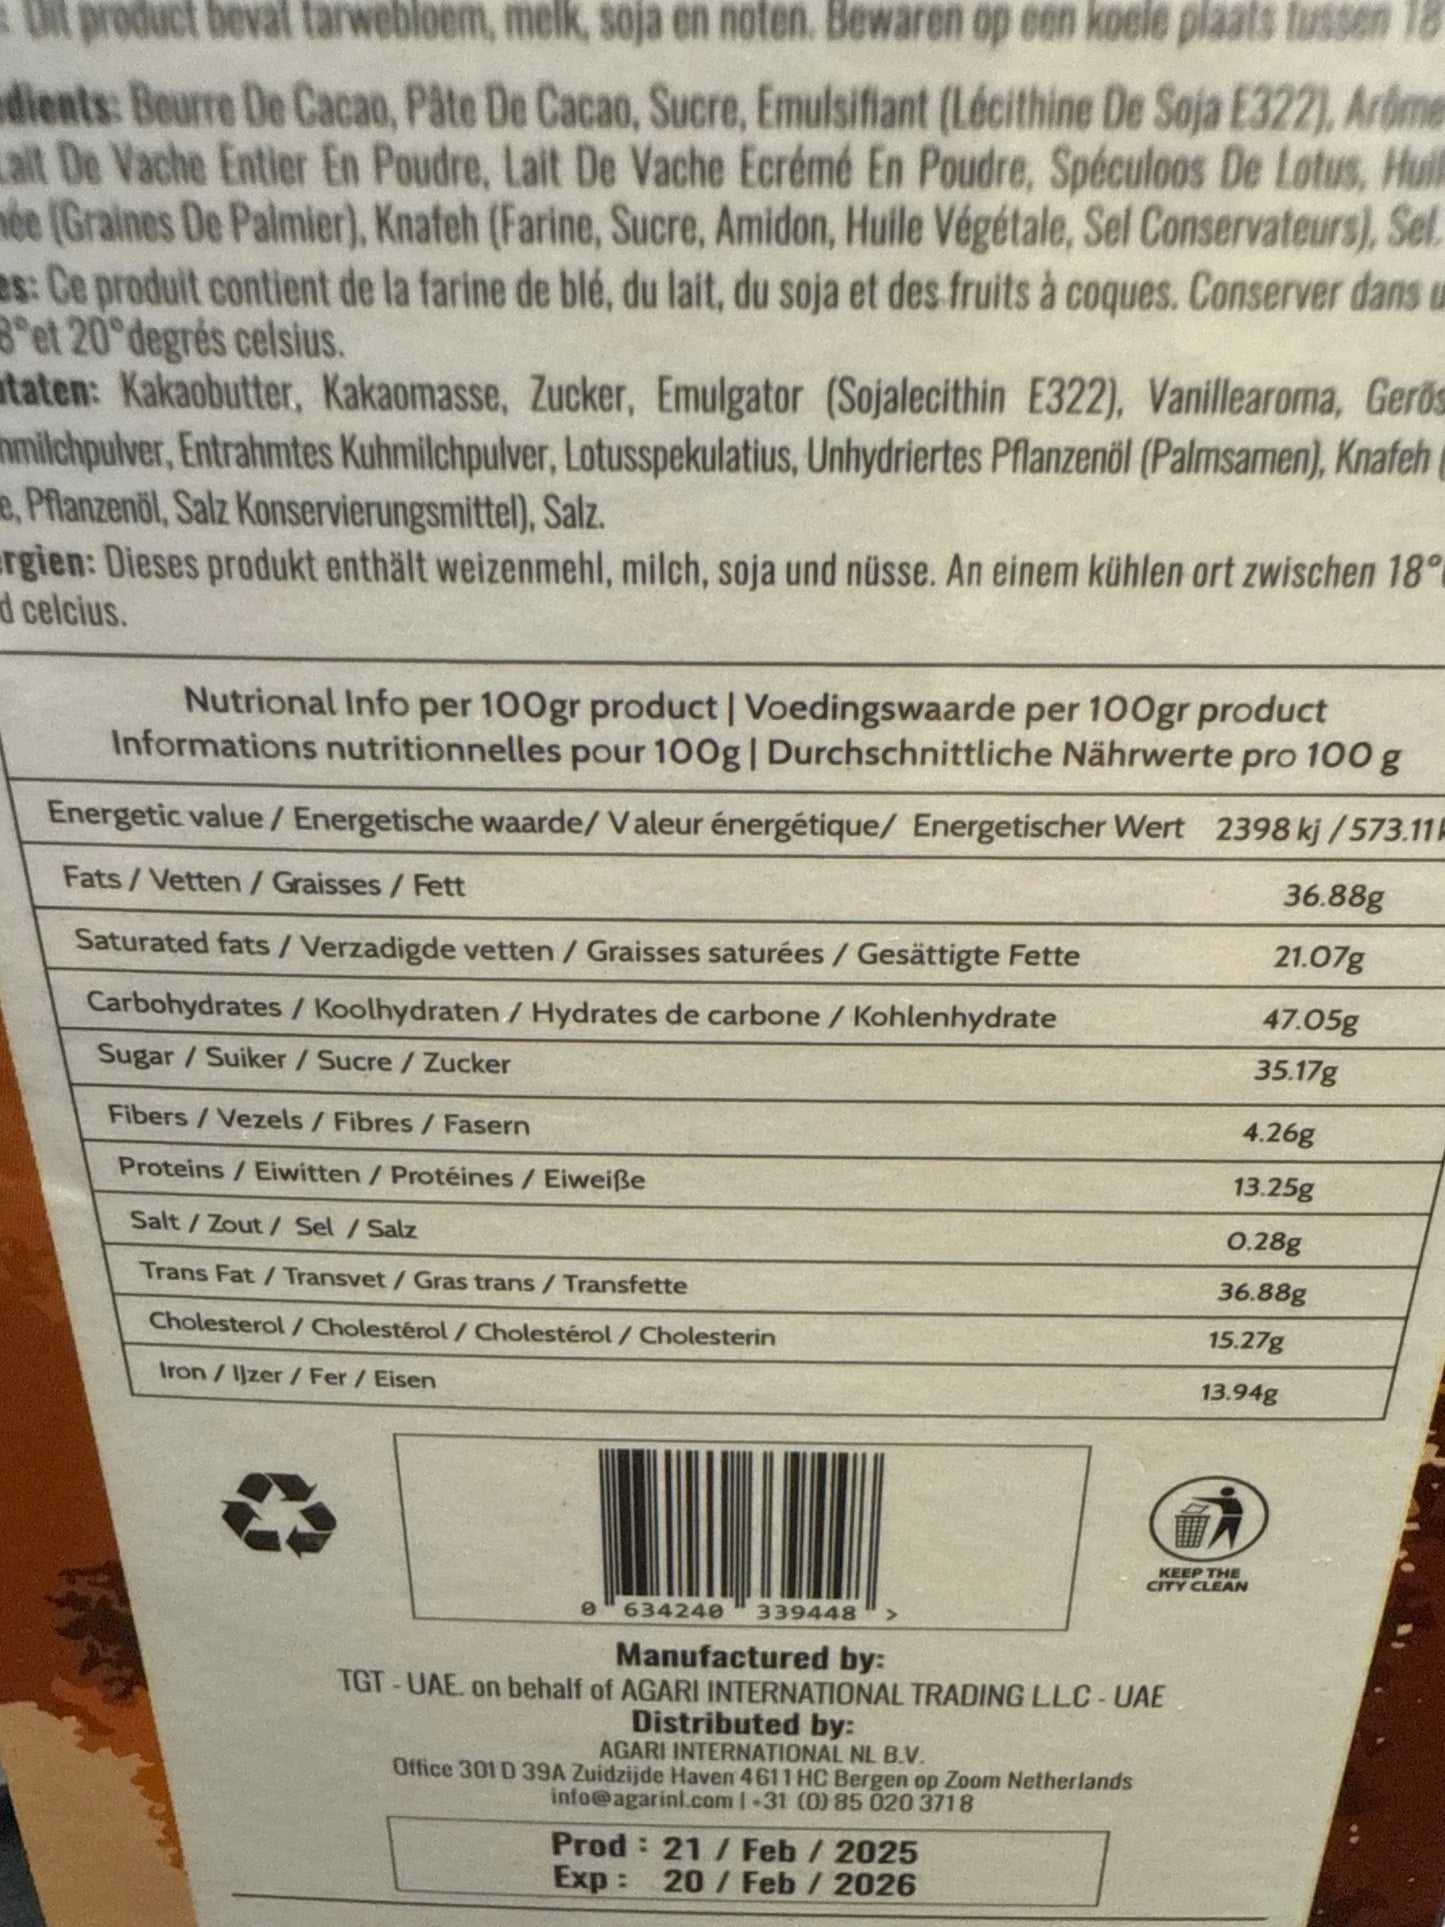 Dit product bevat tarwebloem, melk, soja en noten. Bewaren op een koele plaats tussen 18
dients: Beurre De Cacao, Pâte De Cacao, Sucre, Emulsifiant (Lécithine De Soja E322), Arôme
Lait De Vache Entier En Poudre, Lait De Vache Ecrémé En Poudre, Spéculoos De Lotus, Huil
née (Graines De Palmier), Knafeh (Farine, Sucre, Amidon, Huile Végétale, Sel Conservateurs), Sel.
es: Ce produit contient de la farine de blé, du lait, du soja et des fruits à coques. Conserver dans u
8°et 20°degrés celsius.
taten: Kakaobutter, Kakaomasse, Zucker, Emulgator (Sojalecithin E322), Vanillearoma, Gerös
hmilchpulver, Entrahmtes Kuhmilchpulver, Lotusspekulatius, Unhydriertes Pflanzenöl (Palmsamen), Knafeh (
e, Pflanzenöl, Salz Konservierungsmittel), Salz.
rgien: Dieses produkt enthält weizenmehl, milch, soja und nüsse. An einem kühlen ort zwischen 18°
d celcius.
Nutrional Info per 100gr product | Voedingswaarde per 100gr product
Informations nutritionnelles pour 100g | Durchschnittliche Nährwerte pro 100 g
Energetic value / Energetische waarde/ Valeur énergétique/ Energetischer Wert 2398 kj / 573.11k
Fats / Vetten / Graisses / Fett 36.88g
Saturated fats / Verzadigde vetten / Graisses saturées / Gesättigte Fette 21.07g
Carbohydrates / Koolhydraten / Hydrates de carbone / Kohlenhydrate 47.05g
Sugar / Suiker / Sucre / Zucker 35.17g
Fibers / Vezels / Fibres / Fasern 4.26g
Proteins / Eiwitten / Protéines / Eiweiße 13.25g
Salt / Zout / Sel / Salz 0.28g
Trans Fat / Transvet / Gras trans / Transfette 36.88g
Cholesterol / Cholestérol / Cholestérol / Cholesterin 15.27g
Iron / IJzer / Fer / Eisen 13.94g
0 634240 339448 >
KEEP THE
CITY CLEAN
Manufactured by:
TGT - UAE. on behalf of AGARI INTERNATIONAL TRADING L.L.C - UAE
Distributed by:
AGARI INTERNATIONAL NL B.V.
Office 301 D 39A Zuidzijde Haven 4611 HC Bergen op Zoom Netherlands
info@agarinl.com | +31 (0) 85 020 3718
Prod : 21 / Feb / 2025
Exp : 20 / Feb / 2026